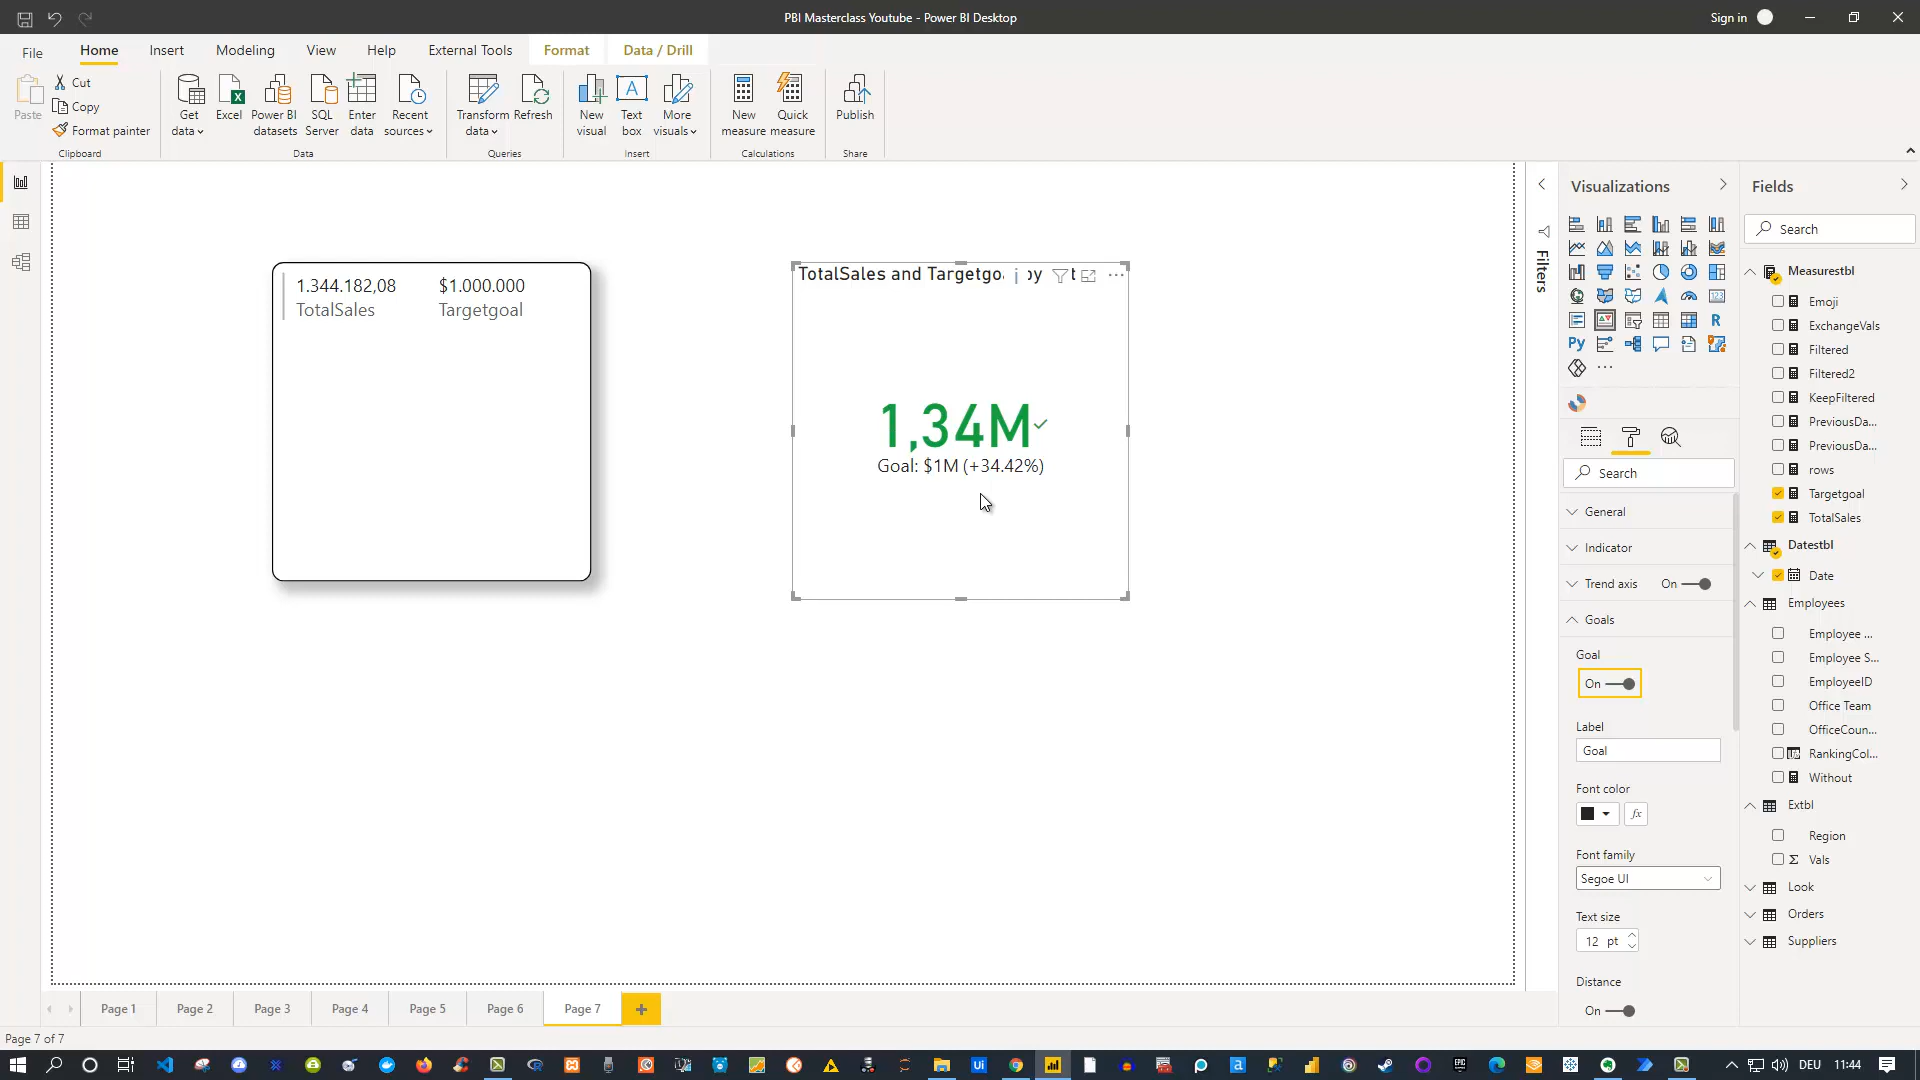 PBI Masterclass Youtube - Power BI Desktop
Sign in
File
Home
Insert
Modeling
View
Help
External Tools
Format
Data / Drill
Paste
Cut
Copy
Format painter
Clipboard
Get data
Excel
Power BI datasets
SQL Server
Enter data
Recent sources
Data
Transform data
Refresh
Queries
New visual
Text box
More visuals
Insert
New measure
Quick measure
Calculations
Publish
Share
1.344.182,08
TotalSales
$1.000.000
Targetgoal
TotalSales and Targetgoa
by
t
1,34M
Goal: $1M (+34.42%)
Filters
Visualizations
R
Py
Search
General
Indicator
Trend axis On
Goals
Goal
On
Label
Goal
Font color
fx
Font family
Segoe UI
Text size
12 pt
Distance
On
Fields
Search
Measurestbl
Emoji
ExchangeVals
Filtered
Filtered2
KeepFiltered
PreviousDa...
PreviousDa...
rows
Targetgoal
TotalSales
Datestbl
Date
Employees
Employee ...
Employee S...
EmployeeID
Office Team
OfficeCoun...
RankingCol...
Without
Extbl
Region
Σ Vals
Look
Orders
Suppliers
Page 1
Page 2
Page 3
Page 4
Page 5
Page 6
Page 7
Page 7 of 7
DEU
11:44